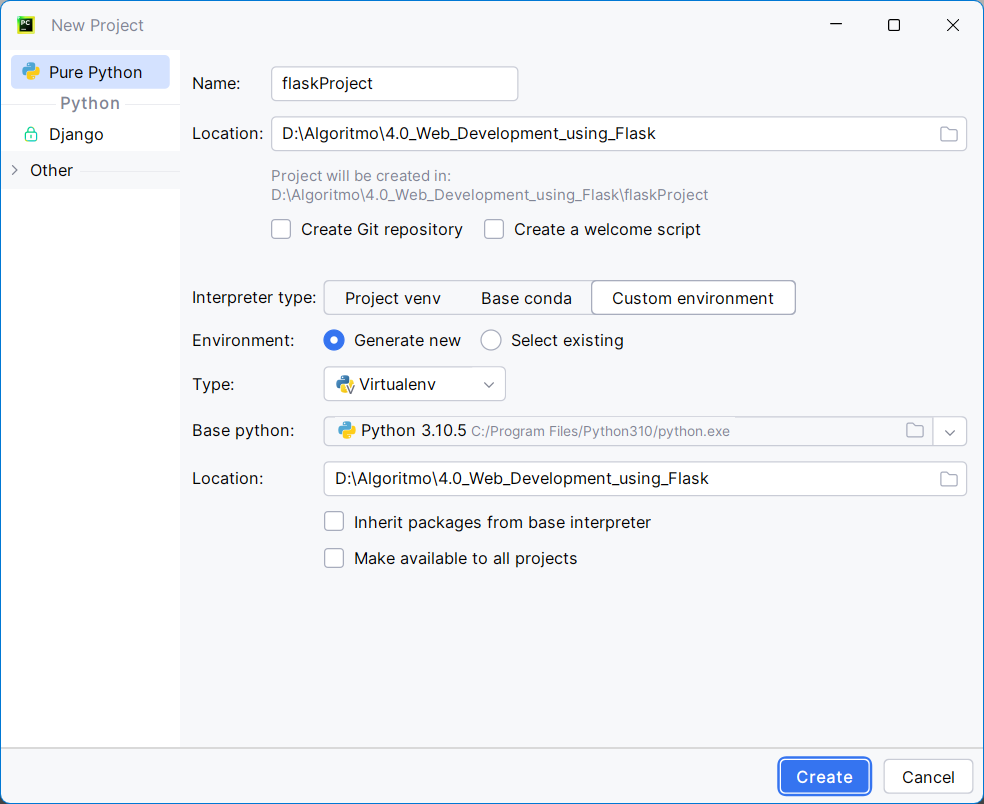 PC
New Project
Pure Python
Python
Django
Other
Name: flaskProject
Location: D:\Algoritmo\4.0_Web_Development_using_Flask
Project will be created in:
D:\Algoritmo\4.0_Web_Development_using_Flask\flaskProject
Create Git repository Create a welcome script
Interpreter type: Project venv Base conda Custom environment
Environment: Generate new Select existing
Type: Virtualenv
Base python: Python 3.10.5 C:/Program Files/Python310/python.exe
Location: D:\Algoritmo\4.0_Web_Development_using_Flask
Inherit packages from base interpreter
Make available to all projects
Create Cancel